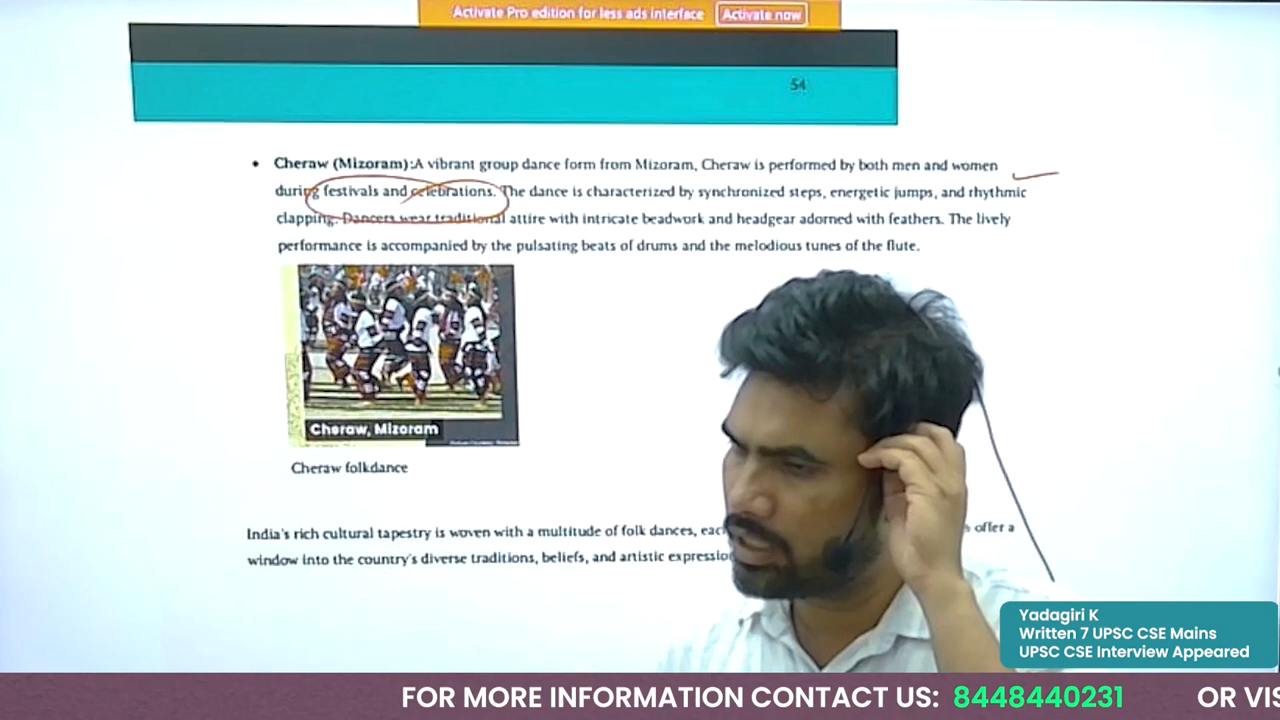 Activate Pro edition for less ads interface Activate now
54
• Cheraw (Mizoram):A vibrant group dance form from Mizoram, Cheraw is performed by both men and women
during festivals and celebrations. The dance is characterized by synchronized steps, energetic jumps, and rhythmic
clapping. Dancers wear traditional attire with intricate beadwork and headgear adorned with feathers. The lively
performance is accompanied by the pulsating beats of drums and the melodious tunes of the flute.
Cheraw, Mizoram
Cheraw folkdance
India's rich cultural tapestry is woven with a multitude of folk dances, offer a
window into the country's diverse traditions, beliefs, and artistic
Yadagiri K
Written 7 UPSC CSE Mains
UPSC CSE Interview Appeared
FOR MORE INFORMATION CONTACT US: 8448440231 OR